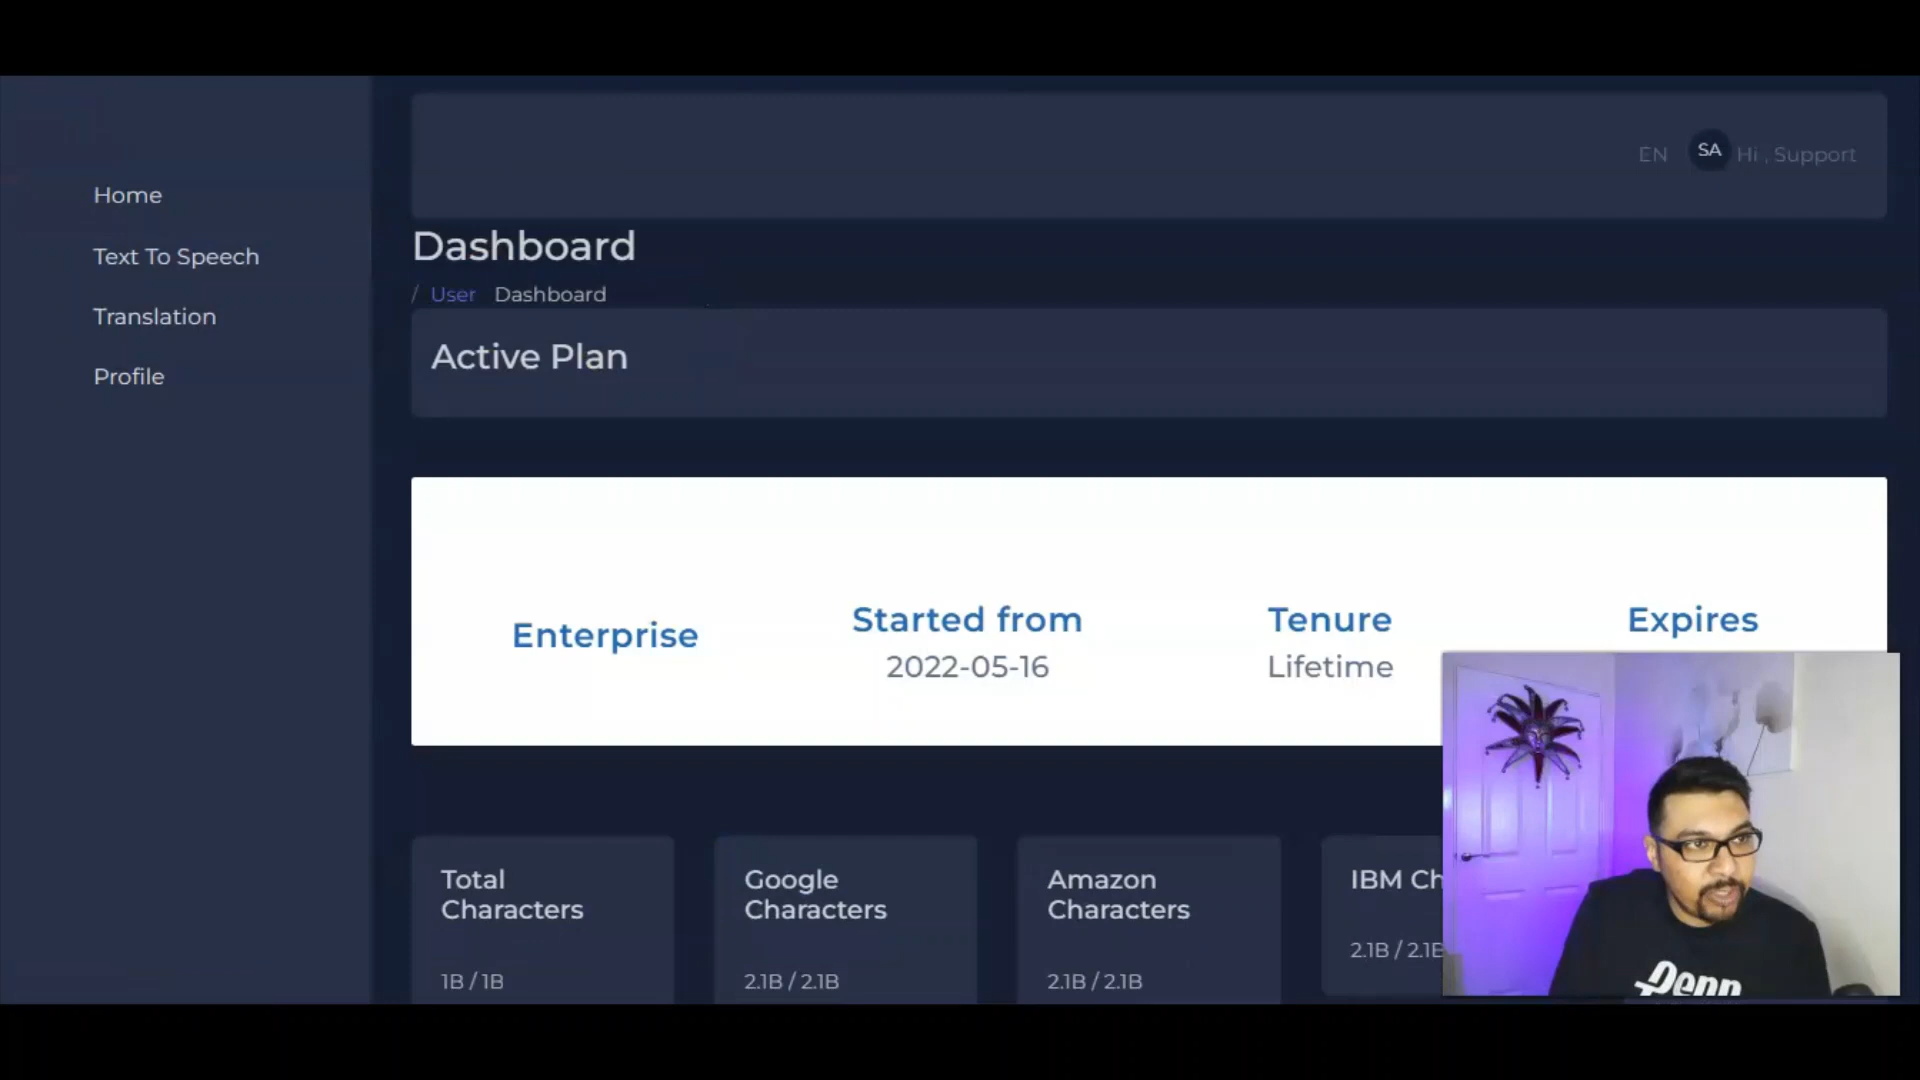 Home
Text To Speech
Translation
Profile
EN SA Hi , Support
Dashboard
/ User Dashboard
Active Plan
Enterprise
Started from
2022-05-16
Tenure
Lifetime
Expires
Total
Characters
1B / 1B
Google
Characters
2.1B / 2.1B
Amazon
Characters
2.1B / 2.1B
IBM Ch
2.1B / 2.1B
Penn